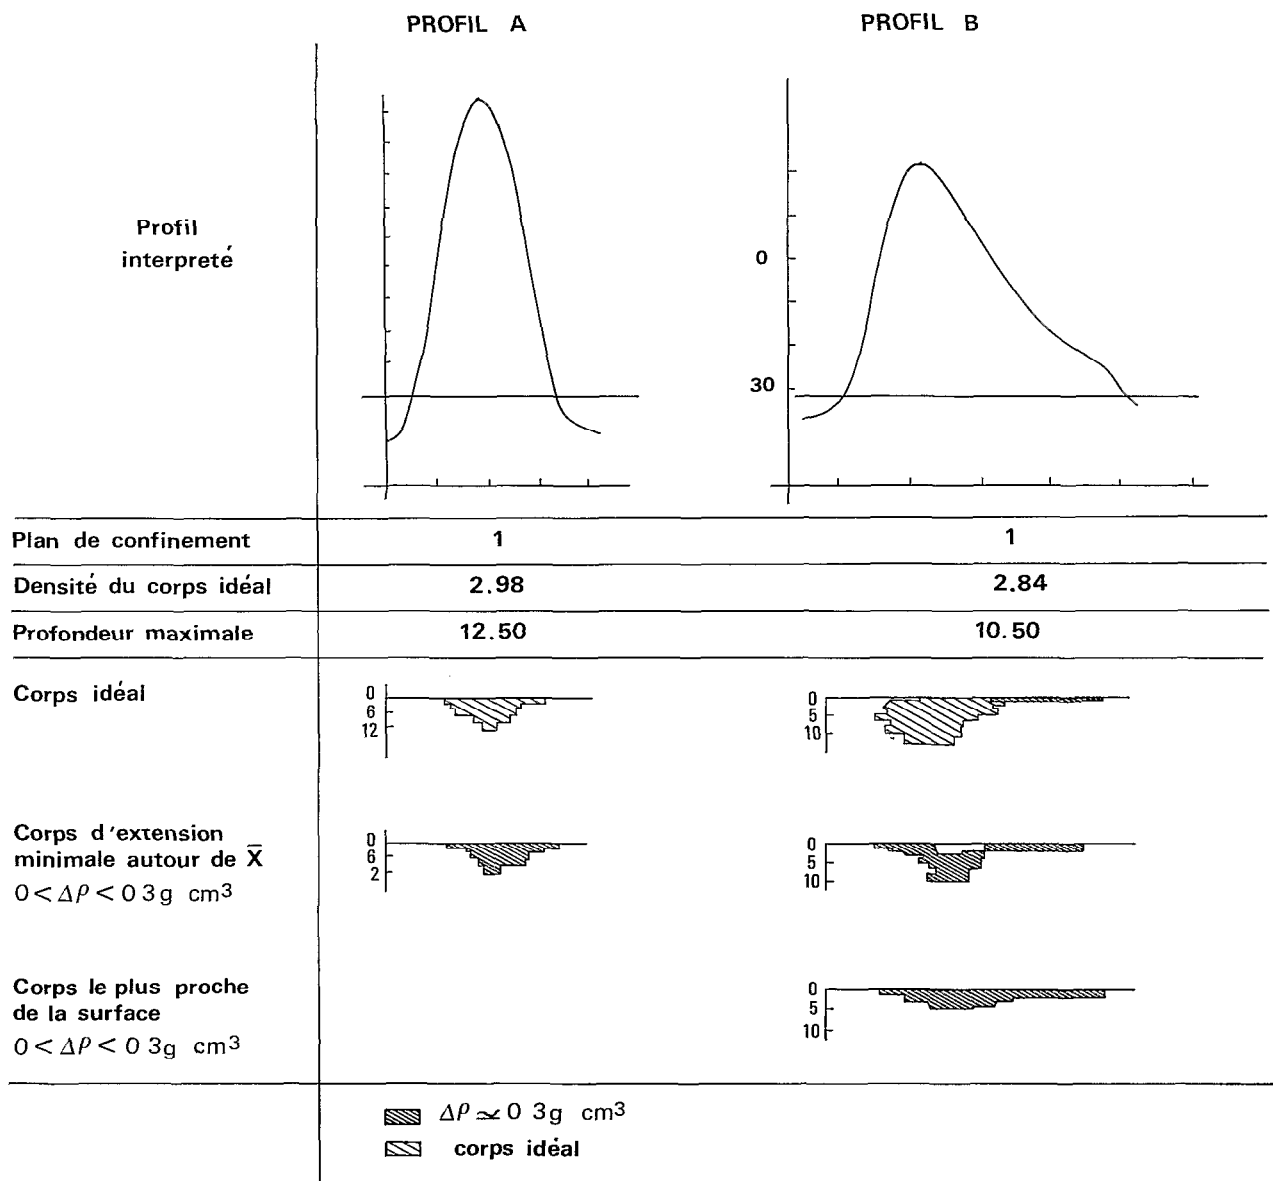 PROFIL A
PROFIL B
Profil
interpreté
0
30
Plan de confinement 1 1
Densité du corps idéal 2.98 2.84
Profondeur maximale 12.50 10.50
Corps idéal
0
6
12
0
5
10
Corps d'extension
minimale autour de X̅
0 < Δρ < 0 3g cm³
0
6
2
0
5
10
Corps le plus proche
de la surface
0 < Δρ < 0 3g cm³
0
5
10
Δρ ≃ 0 3g cm³
corps idéal